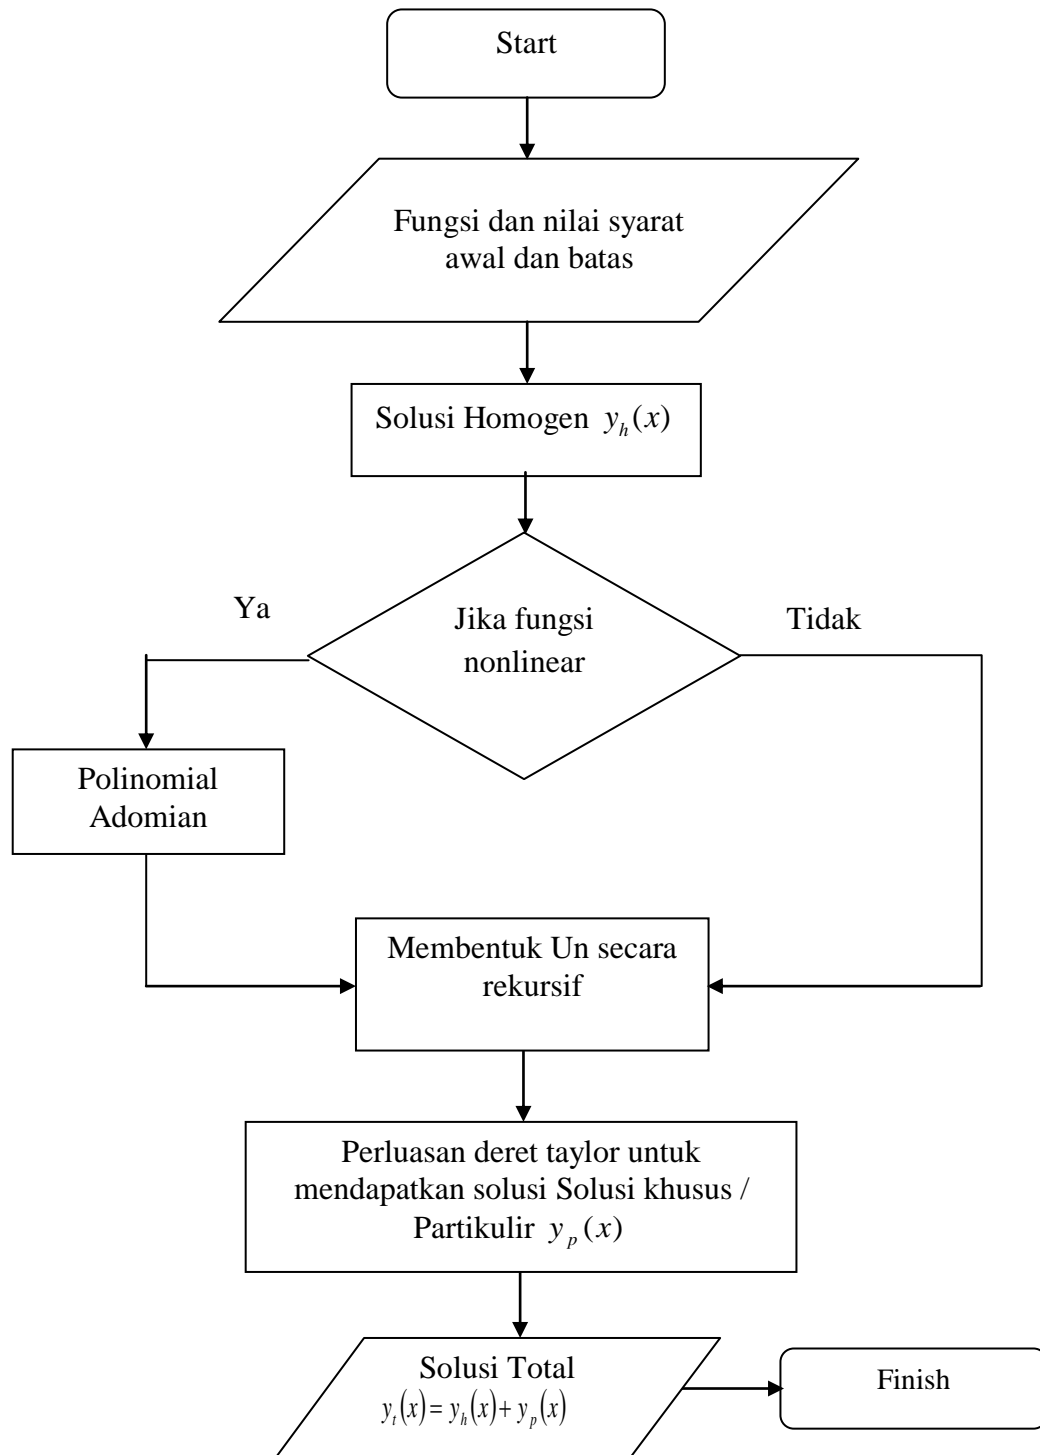 Start
Fungsi dan nilai syarat
awal dan batas
Solusi Homogen y_h(x)
Ya
Jika fungsi
nonlinear
Tidak
Polinomial
Adomian
Membentuk Un secara
rekursif
Perluasan deret taylor untuk
mendapatkan solusi Solusi khusus /
Partikulir y_p(x)
Solusi Total
y_t(x) = y_h(x) + y_p(x)
Finish